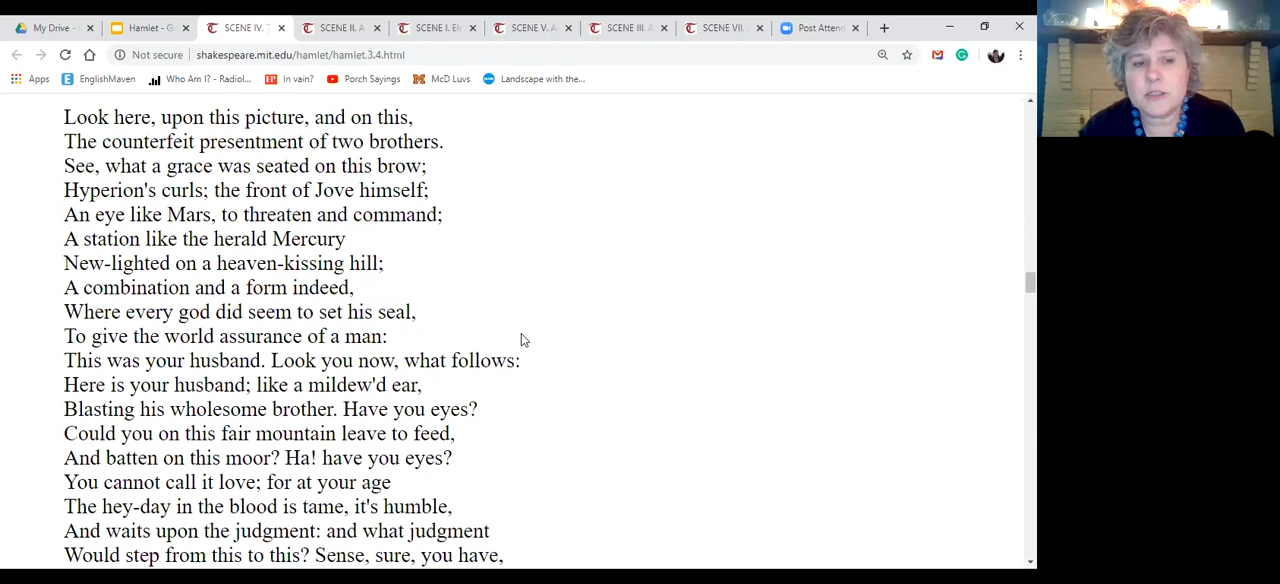 My Drive -
Hamlet - G
SCENE IV. T
SCENE II. A
SCENE I. El
SCENE V. A
SCENE III. A
SCENE VII.
Post Atten
Not secure
shakespeare.mit.edu/hamlet/hamlet.3.4.html
Apps
EnglishMaven
Who Am I? - Radiol...
In vain?
Porch Sayings
McD Luvs
Landscape with the...
Look here, upon this picture, and on this,
The counterfeit presentment of two brothers.
See, what a grace was seated on this brow;
Hyperion's curls; the front of Jove himself;
An eye like Mars, to threaten and command;
A station like the herald Mercury
New-lighted on a heaven-kissing hill;
A combination and a form indeed,
Where every god did seem to set his seal,
To give the world assurance of a man:
This was your husband. Look you now, what follows:
Here is your husband; like a mildew'd ear,
Blasting his wholesome brother. Have you eyes?
Could you on this fair mountain leave to feed,
And batten on this moor? Ha! have you eyes?
You cannot call it love; for at your age
The hey-day in the blood is tame, it's humble,
And waits upon the judgment: and what judgment
Would step from this to this? Sense, sure, you have,